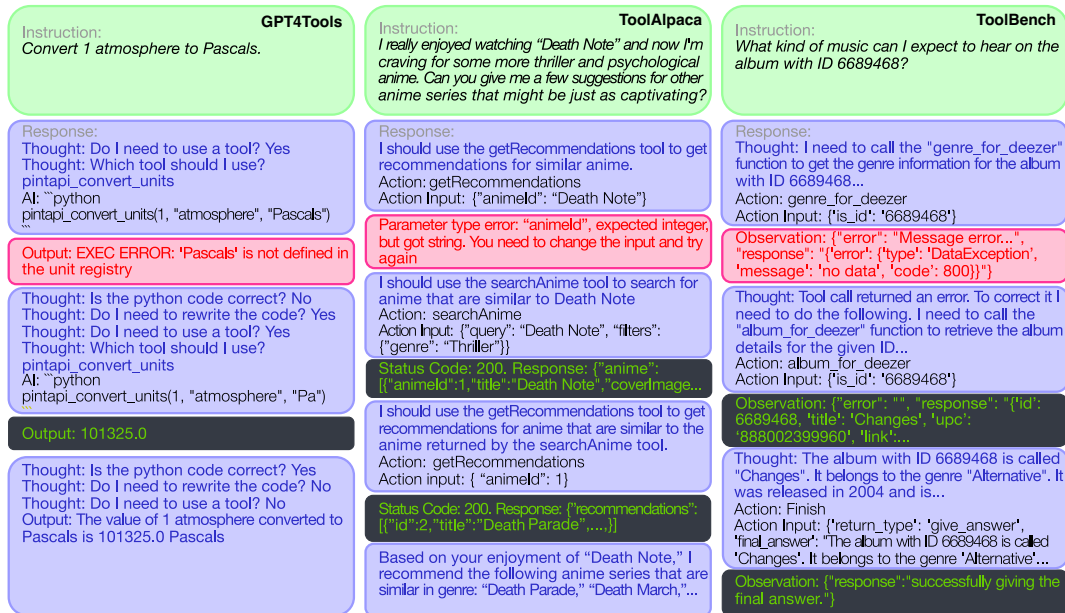 GPT4Tools
Instruction:
Convert 1 atmosphere to Pascals.
Response:
Thought: Do I need to use a tool? Yes
Thought: Which tool should I use?
pintapi_convert_units
AI: ```python
pintapi_convert_units(1, "atmosphere", "Pascals")
```
Output: EXEC ERROR: 'Pascals' is not defined in
the unit registry
Thought: Is the python code correct? No
Thought: Do I need to rewrite the code? Yes
Thought: Do I need to use a tool? Yes
Thought: Which tool should I use?
pintapi_convert_units
AI: ```python
pintapi_convert_units(1, "atmosphere", "Pa")
```
Output: 101325.0
Thought: Is the python code correct? Yes
Thought: Do I need to rewrite the code? No
Thought: Do I need to use a tool? No
Output: The value of 1 atmosphere converted to
Pascals is 101325.0 Pascals
ToolAlpaca
Instruction:
I really enjoyed watching “Death Note” and now I'm
craving for some more thriller and psychological
anime. Can you give me a few suggestions for other
anime series that might be just as captivating?
Response:
I should use the getRecommendations tool to get
recommendations for similar anime.
Action: getRecommendations
Action Input: {"animeId": “Death Note”}
Parameter type error: “animeId”, expected integer,
but got string. You need to change the input and try
again
I should use the searchAnime tool to search for
anime that are similar to Death Note
Action: searchAnime
Action Input: {”query”: “Death Note”, “filters”:
{”genre”: “Thriller”}}
Status Code: 200. Response: {”anime”:
[{"animeId":1,"title":"Death Note","coverImage...
I should use the getRecommendations tool to get
recommendations for anime that are similar to the
anime returned by the searchAnime tool.
Action: getRecommendations
Action input: { “animeId”: 1}
Status Code: 200. Response: {”recommendations”:
[{”id”:2,”title”:”Death Parade”,...,}]
Based on your enjoyment of “Death Note,” I
recommend the following anime series that are
similar in genre: “Death Parade,” “Death March,”...
ToolBench
Instruction:
What kind of music can I expect to hear on the
album with ID 6689468?
Response:
Thought: I need to call the "genre_for_deezer"
function to get the genre information for the album
with ID 6689468...
Action: genre_for_deezer
Action Input: {'is_id': '6689468'}
Observation: {"error": "Message error...",
"response": "{'error': {'type': 'DataException’,
'message': 'no data', 'code’: 800}}"}
Thought: Tool call returned an error. To correct it I
need to do the following. I need to call the
"album_for_deezer" function to retrieve the album
details for the given ID...
Action: album_for_deezer
Action Input: {'is_id': '6689468'}
Observation: {”error": "", "response": "{'id':
6689468, 'title': 'Changes', 'upc’:
‘888002399960', 'link':...
Thought: The album with ID 6689468 is called
"Changes". It belongs to the genre "Alternative". It
was released in 2004 and is...
Action: Finish
Action Input: {'return_type': 'give_answer',
'final_answer': "The album with ID 6689468 is called
'Changes'. It belongs to the genre 'Alternative'...
Observation: {"response":"successfully giving the
final answer."}